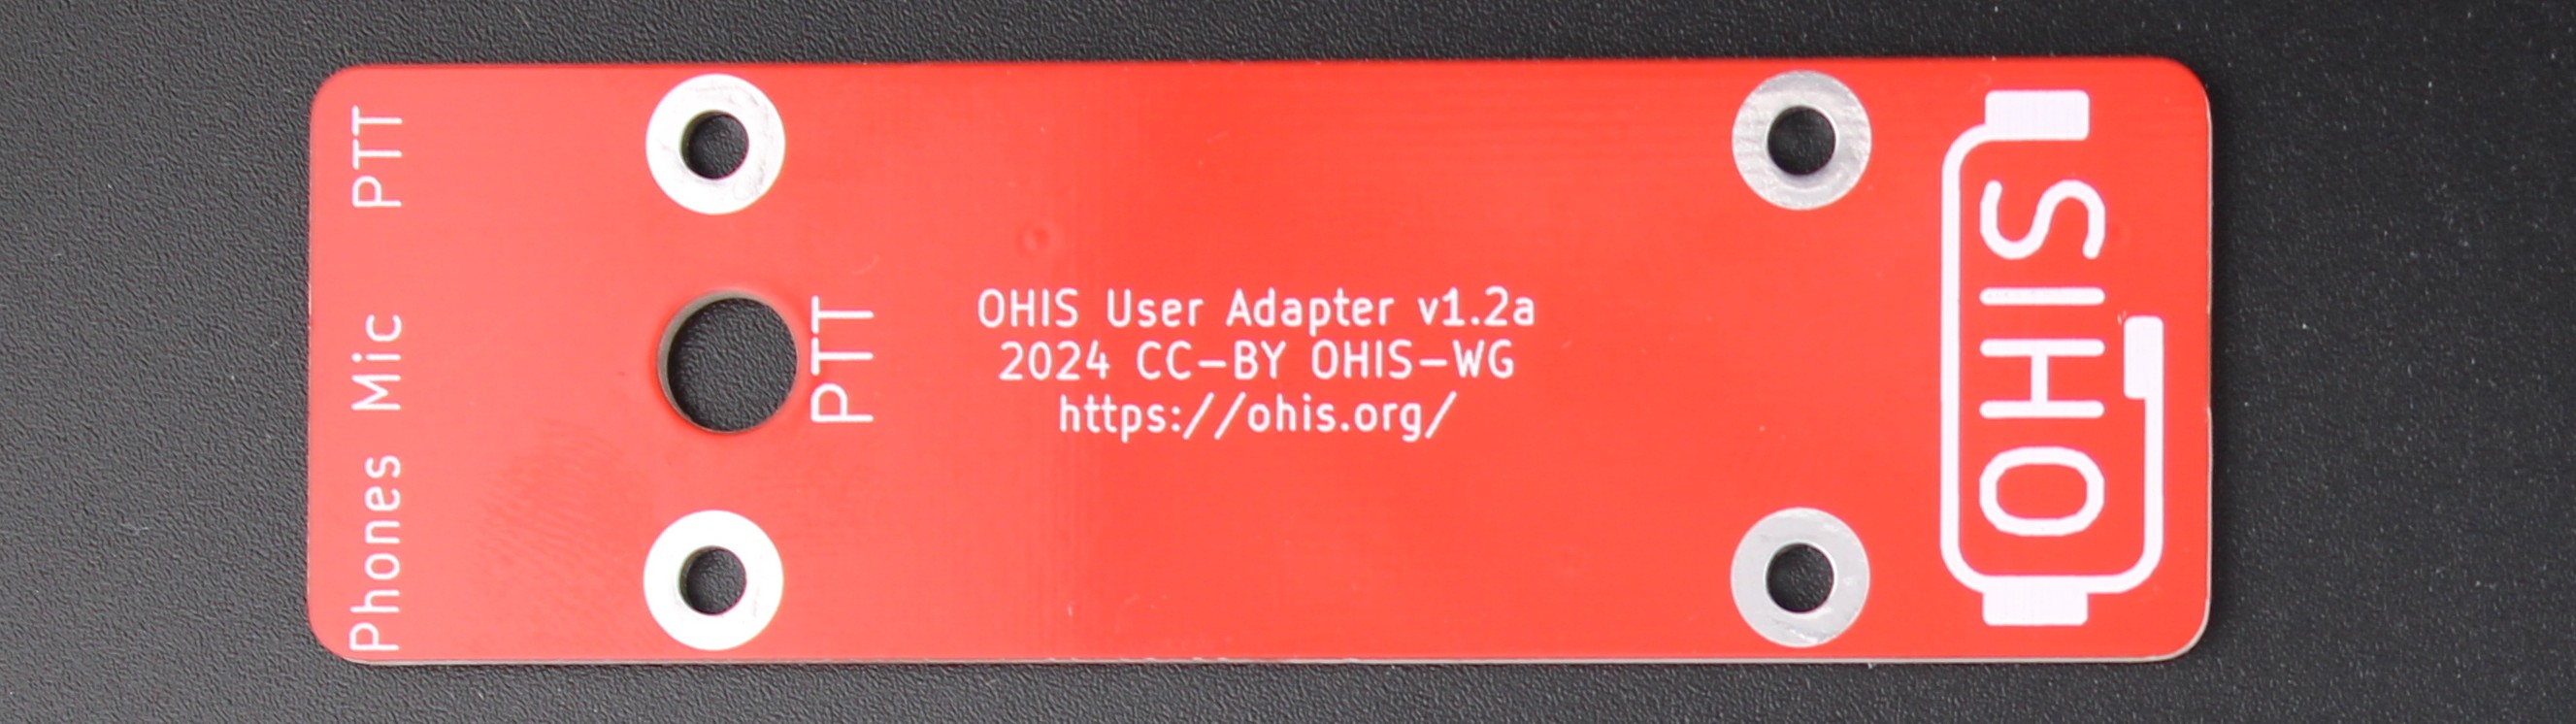 Phones Mic PTT
PTT
OHIS User Adapter v1.2a
2024 CC-BY OHIS-WG
https://ohis.org/
OHIS